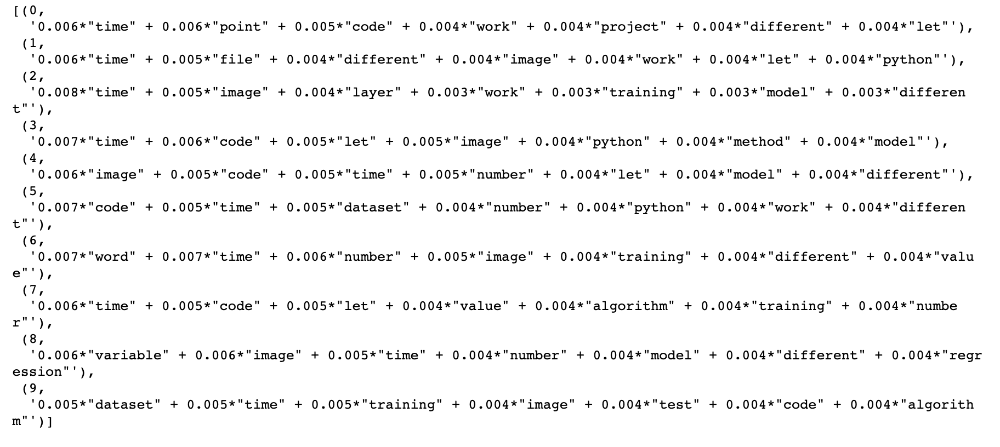 [(0,
'0.006*"time" + 0.006*"point" + 0.005*"code" + 0.004*"work" + 0.004*"project" + 0.004*"different" + 0.004*"let"'),
(1,
'0.006*"time" + 0.005*"file" + 0.004*"different" + 0.004*"image" + 0.004*"work" + 0.004*"let" + 0.004*"python"'),
(2,
'0.008*"time" + 0.005*"image" + 0.004*"layer" + 0.003*"work" + 0.003*"training" + 0.003*"model" + 0.003*"differen
t"'),
(3,
'0.007*"time" + 0.006*"code" + 0.005*"let" + 0.005*"image" + 0.004*"python" + 0.004*"method" + 0.004*"model"'),
(4,
'0.006*"image" + 0.005*"code" + 0.005*"time" + 0.005*"number" + 0.004*"let" + 0.004*"model" + 0.004*"different"'),
(5,
'0.007*"code" + 0.005*"time" + 0.005*"dataset" + 0.004*"number" + 0.004*"python" + 0.004*"work" + 0.004*"differen
t"'),
(6,
'0.007*"word" + 0.007*"time" + 0.006*"number" + 0.005*"image" + 0.004*"training" + 0.004*"different" + 0.004*"valu
e"'),
(7,
'0.006*"time" + 0.005*"code" + 0.005*"let" + 0.004*"value" + 0.004*"algorithm" + 0.004*"training" + 0.004*"numbe
r"'),
(8,
'0.006*"variable" + 0.006*"image" + 0.005*"time" + 0.004*"number" + 0.004*"model" + 0.004*"different" + 0.004*"regr
ession"'),
(9,
'0.005*"dataset" + 0.005*"time" + 0.005*"training" + 0.004*"image" + 0.004*"test" + 0.004*"code" + 0.004*"algorith
m"')]